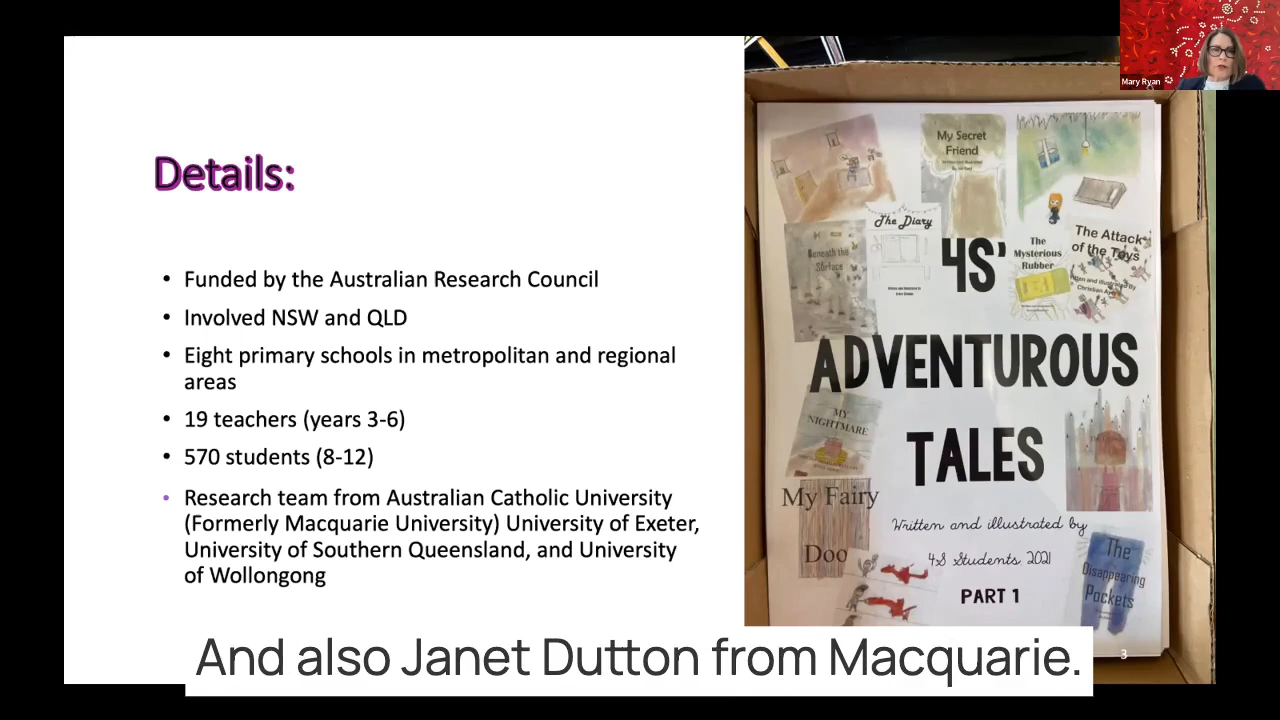 Mary Ryan
Details:
• Funded by the Australian Research Council
• Involved NSW and QLD
• Eight primary schools in metropolitan and regional
areas
• 19 teachers (years 3-6)
• 570 students (8-12)
• Research team from Australian Catholic University
(Formerly Macquarie University) University of Exeter,
University of Southern Queensland, and University
of Wollongong
My Secret
Friend
The Diary
Beneath the
Surface
4S'
The
Mysterious
Rubber
The Attack
of the Toys
ADVENTUROUS
TALES
MY
NIGHTMARE
My Fairy
Doo
Written and illustrated by
4S Students 2021
PART 1
The
Disappearing
Pockets
3
And also Janet Dutton from Macquarie.